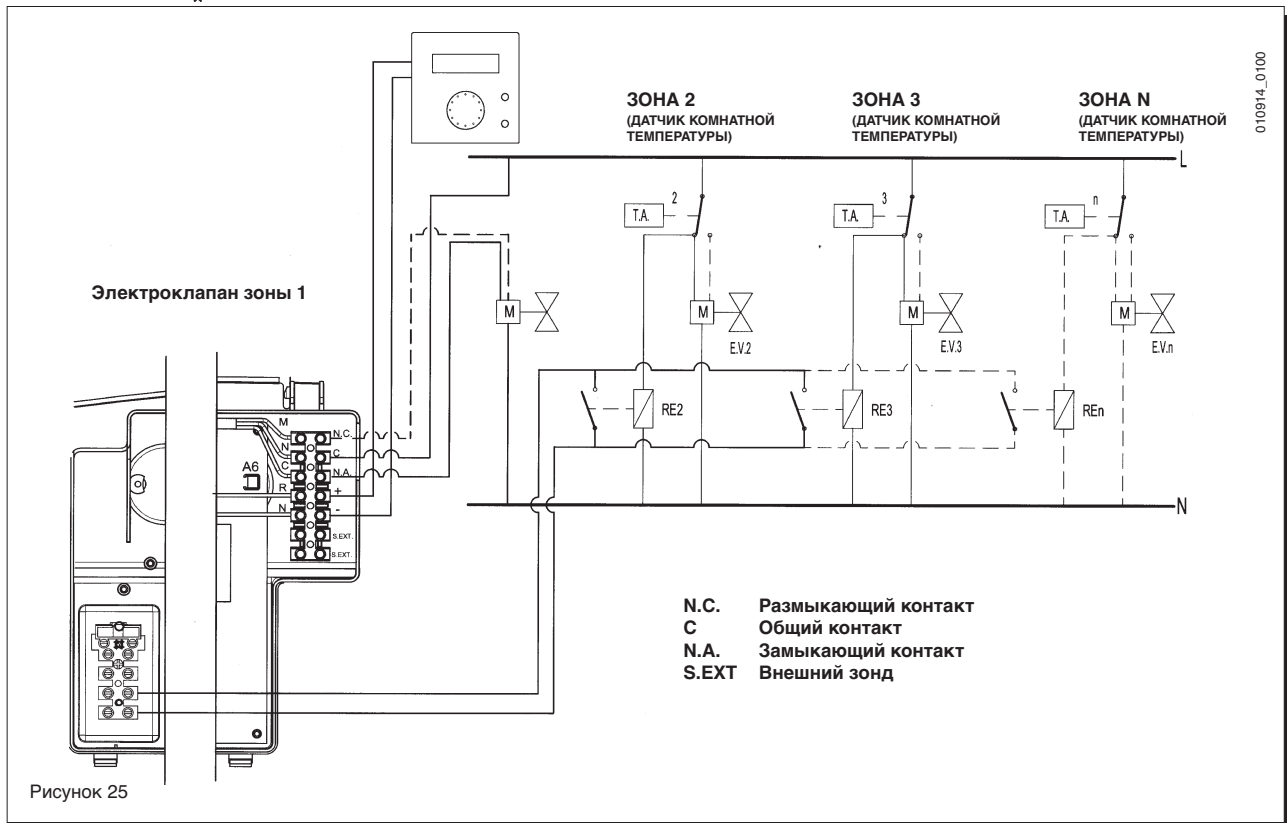 010914_0100
ЗОНА 2
(ДАТЧИК КОМНАТНОЙ
ТЕМПЕРАТУРЫ)
ЗОНА 3
(ДАТЧИК КОМНАТНОЙ
ТЕМПЕРАТУРЫ)
ЗОНА N
(ДАТЧИК КОМНАТНОЙ
ТЕМПЕРАТУРЫ)
L
2
T.A.
3
T.A.
n
T.A.
Электроклапан зоны 1
M
M
E.V.2
M
E.V.3
M
E.V.n
RE2
RE3
REn
N
M
N
C
R
N
A6
N.C.
C
N.A.
+
-
S.EXT.
S.EXT.
N.C. Размыкающий контакт
C Общий контакт
N.A. Замыкающий контакт
S.EXT Внешний зонд
Рисунок 25